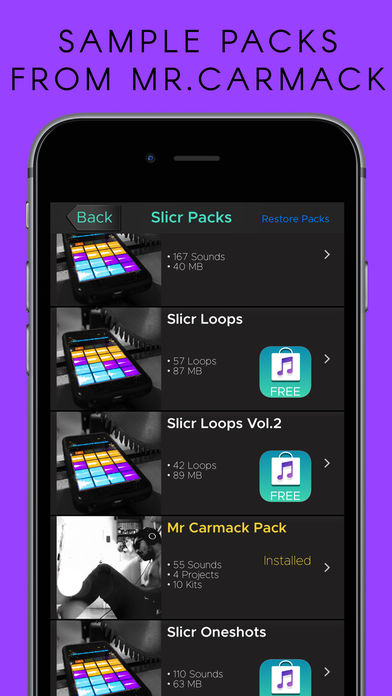 SAMPLE PACKS
FROM MR.CARMACK
Back
Slicr Packs
Restore Packs
• 167 Sounds
• 40 MB
Slicr Loops
• 57 Loops
• 87 MB
FREE
Slicr Loops Vol.2
• 42 Loops
• 89 MB
FREE
Mr Carmack Pack
• 55 Sounds
• 4 Projects
• 10 Kits
Installed
Slicr Oneshots
• 110 Sounds
• 63 MB
FREE